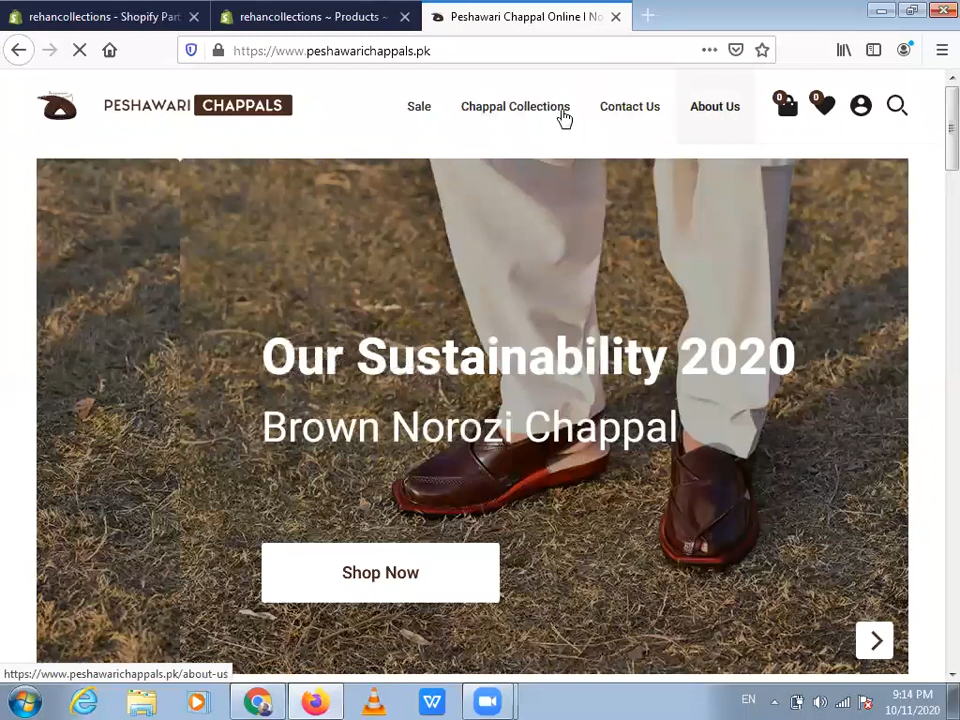 rehancollections - Shopify Part
rehancollections ~ Products ~
Peshawari Chappal Online | No
https://www.peshawarichappals.pk
PESHAWARI CHAPPALS
Sale
Chappal Collections
Contact Us
About Us
0
0
Our Sustainability 2020
Brown Norozi Chappal
Shop Now
https://www.peshawarichappals.pk/about-us
EN
9:14 PM
10/11/2020